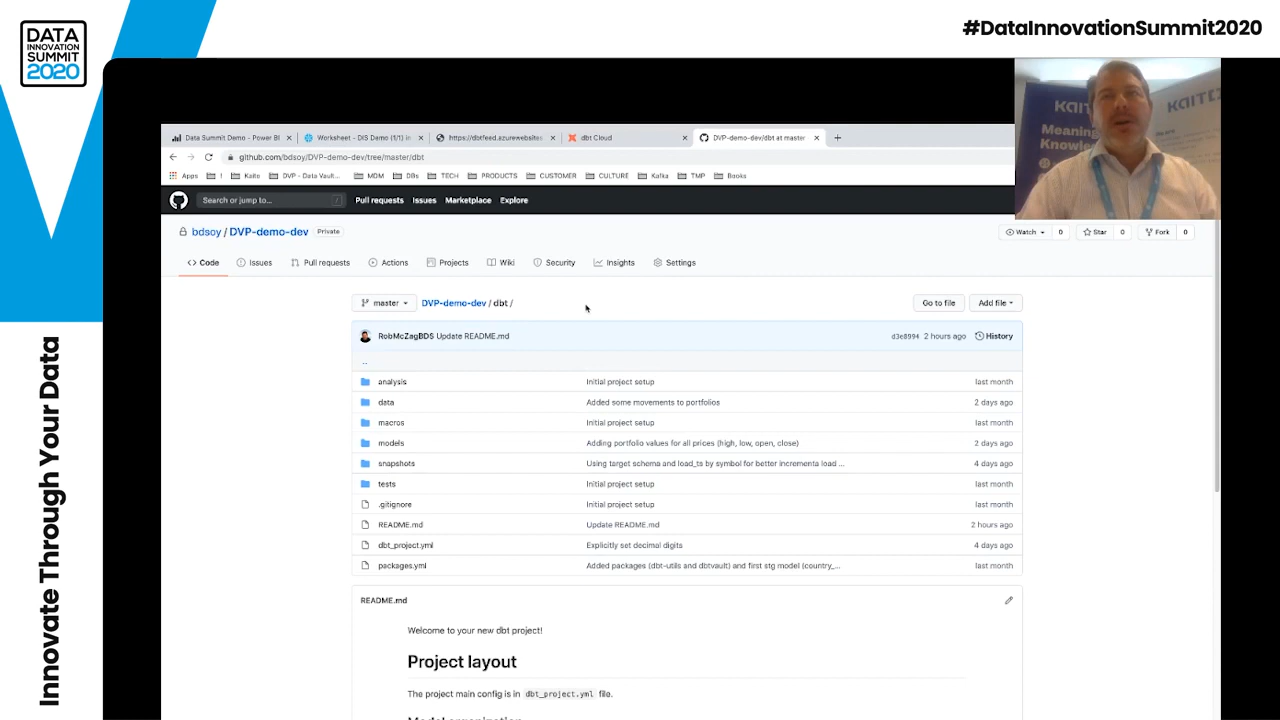 DATA
INNOVATION
SUMMIT
2020
#DataInnovationSummit2020
Innovate Through Your Data
KAITO
Meaning
Knowle
Data Summit Demo - Power BI
Worksheet - DIS Demo (1/1) in
https://dbtfeed.azurewebsites
dbt Cloud
DVP-demo-dev/dbt at master
github.com/bdsoy/DVP-demo-dev/tree/master/dbt
Apps ! Kaito DVP - Data Vault... MDM DBs TECH PRODUCTS CUSTOMER CULTURE Kafka TMP Books
Search or jump to... / Pull requests Issues Marketplace Explore
bdsoy / DVP-demo-dev Private Watch 0 Star 0 Fork 0
Code Issues Pull requests Actions Projects Wiki Security Insights Settings
master DVP-demo-dev / dbt / Go to file Add file
RobMcZagBDS Update README.md d3e8994 2 hours ago History
..
analysis Initial project setup last month
data Added some movements to portfolios 2 days ago
macros Initial project setup last month
models Adding portfolio values for all prices (high, low, open, close) 2 days ago
snapshots Using target schema and load_ts by symbol for better incrementa load ... 4 days ago
tests Initial project setup last month
.gitignore Initial project setup last month
README.md Update README.md 2 hours ago
dbt_project.yml Explicitly set decimal digits 4 days ago
packages.yml Added packages (dbt-utils and dbtvault) and first stg model (country_... last month
README.md
Welcome to your new dbt project!
Project layout
The project main config is in dbt_project.yml file.
Model organization